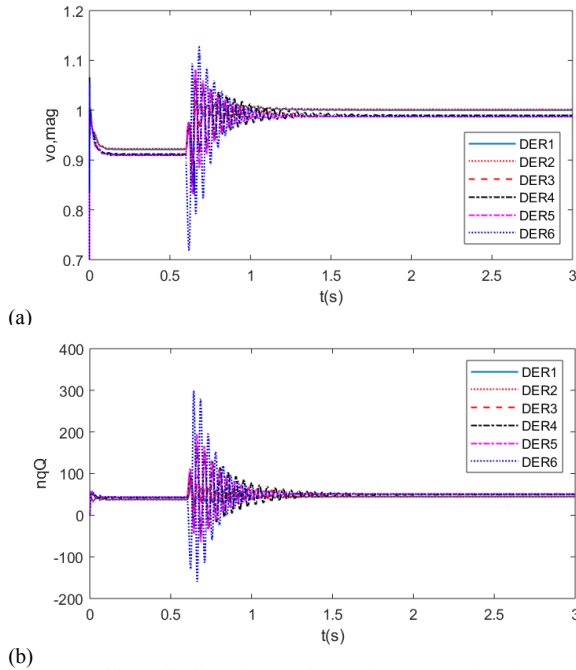 1.2
1.1
1
0.9
0.8
0.7
vo,mag
0
0.5
1
1.5
2
2.5
3
t(s)
DER1
DER2
DER3
DER4
DER5
DER6
(a)
400
300
200
100
0
-100
-200
nqQ
0
0.5
1
1.5
2
2.5
3
t(s)
DER1
DER2
DER3
DER4
DER5
DER6
(b)